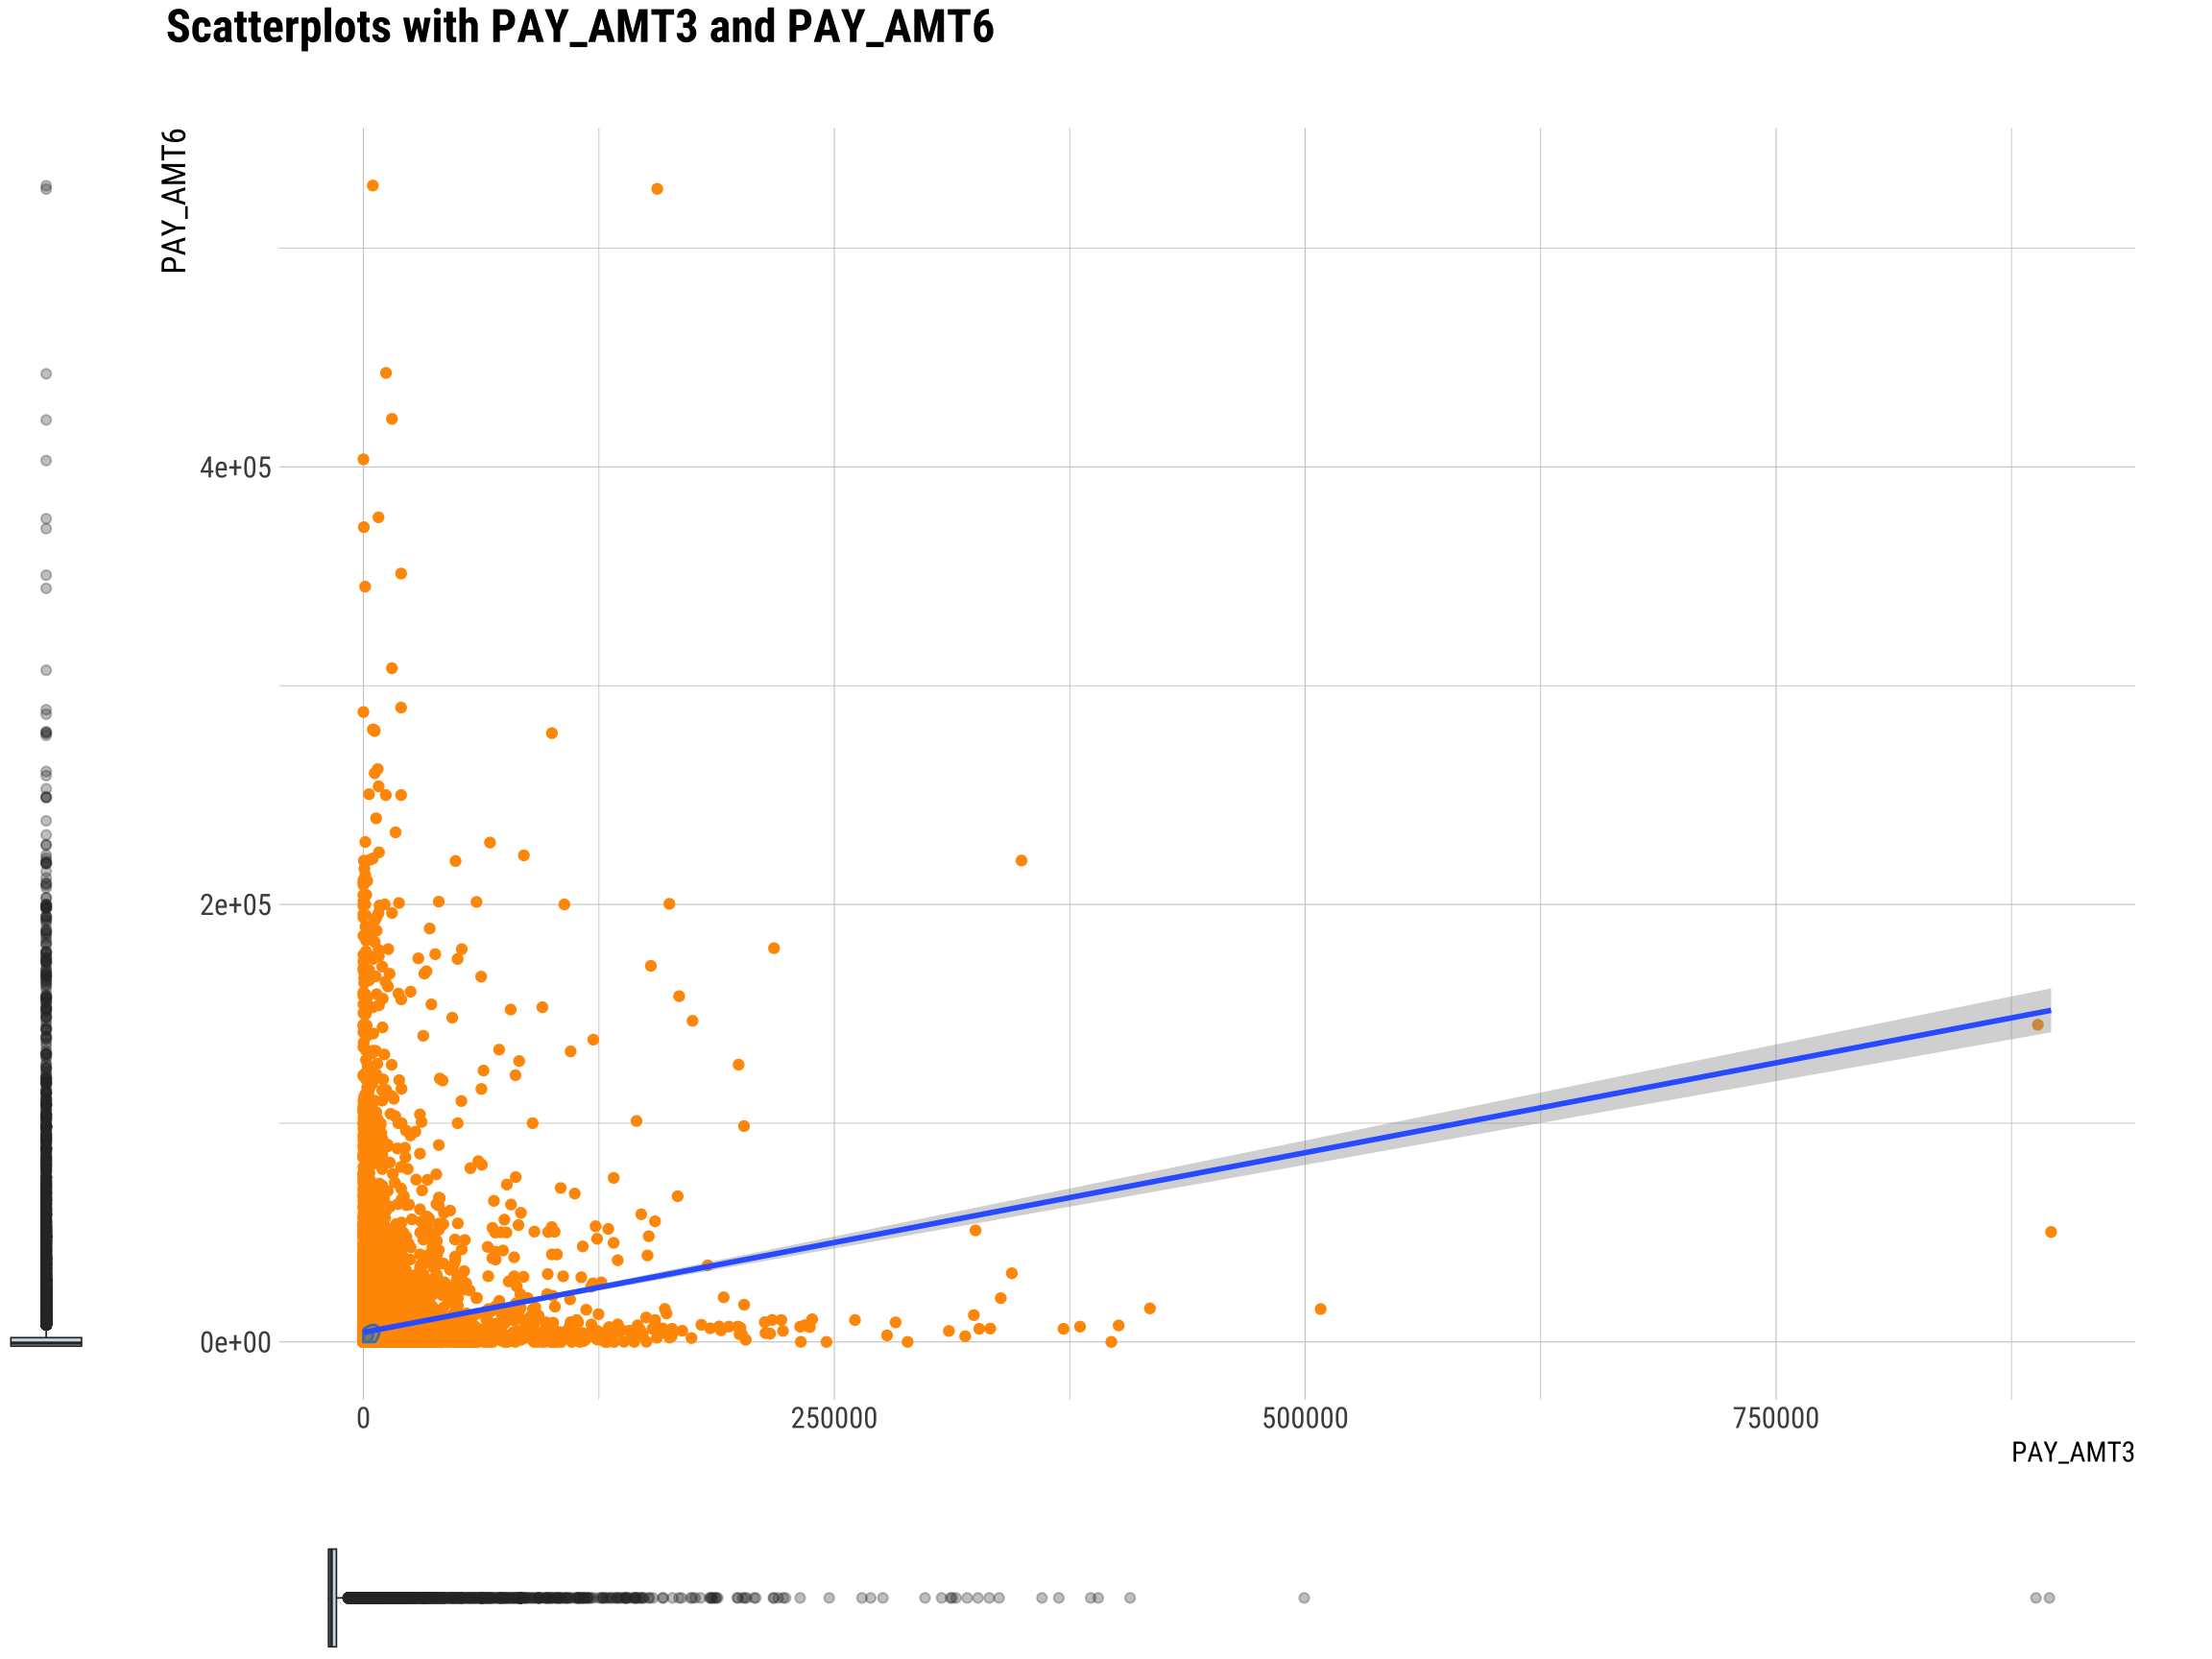 Scatterplots with PAY_AMT3 and PAY_AMT6
PAY_AMT6
4e+05
2e+05
0e+00
0 250000 500000 750000
PAY_AMT3